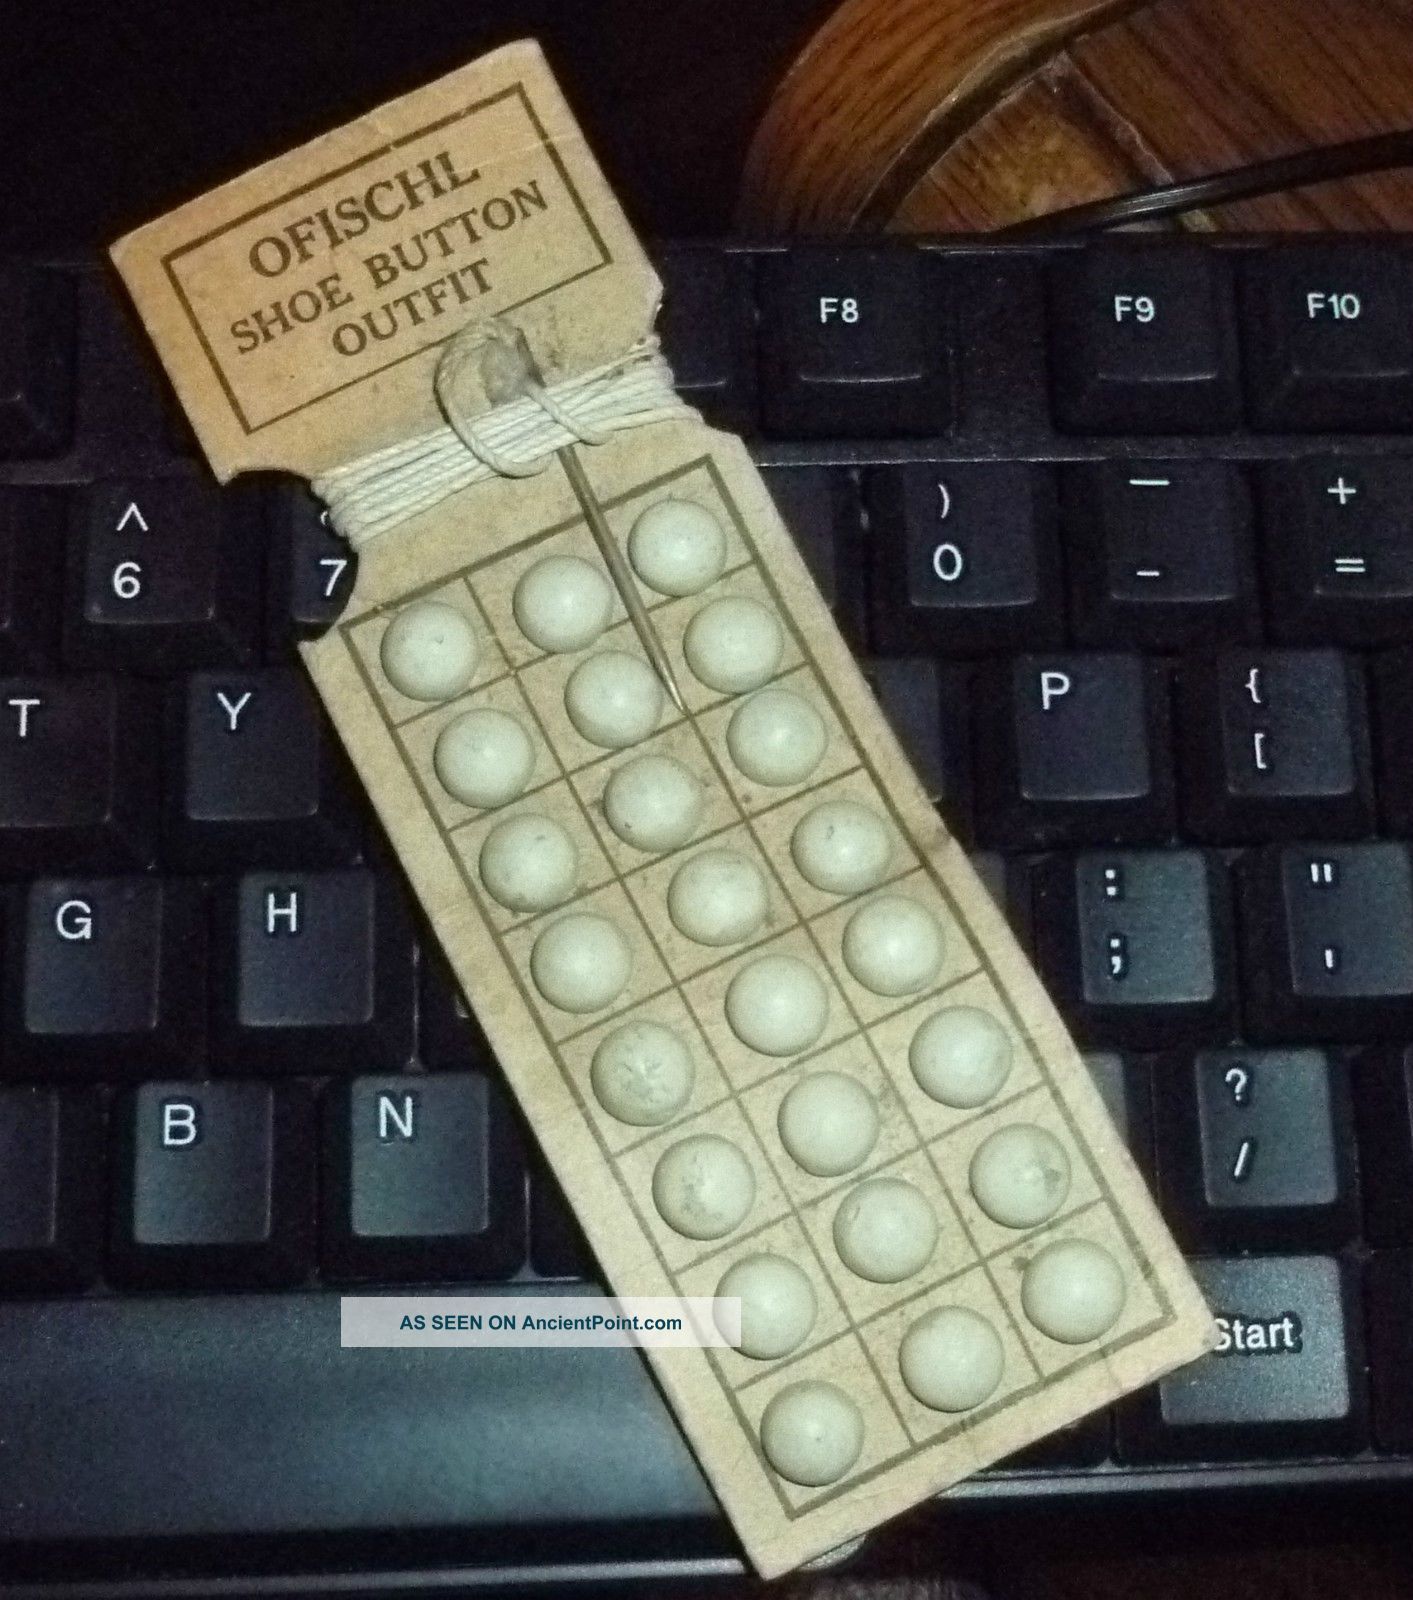 OFISCHL
SHOE BUTTON
OUTFIT
F8
F9
F10
^
6
7
)
0
—
-
+
=
T
Y
P
{
[
G
H
:
;
"
'
B
N
?
/
Start
AS SEEN ON AncientPoint.com